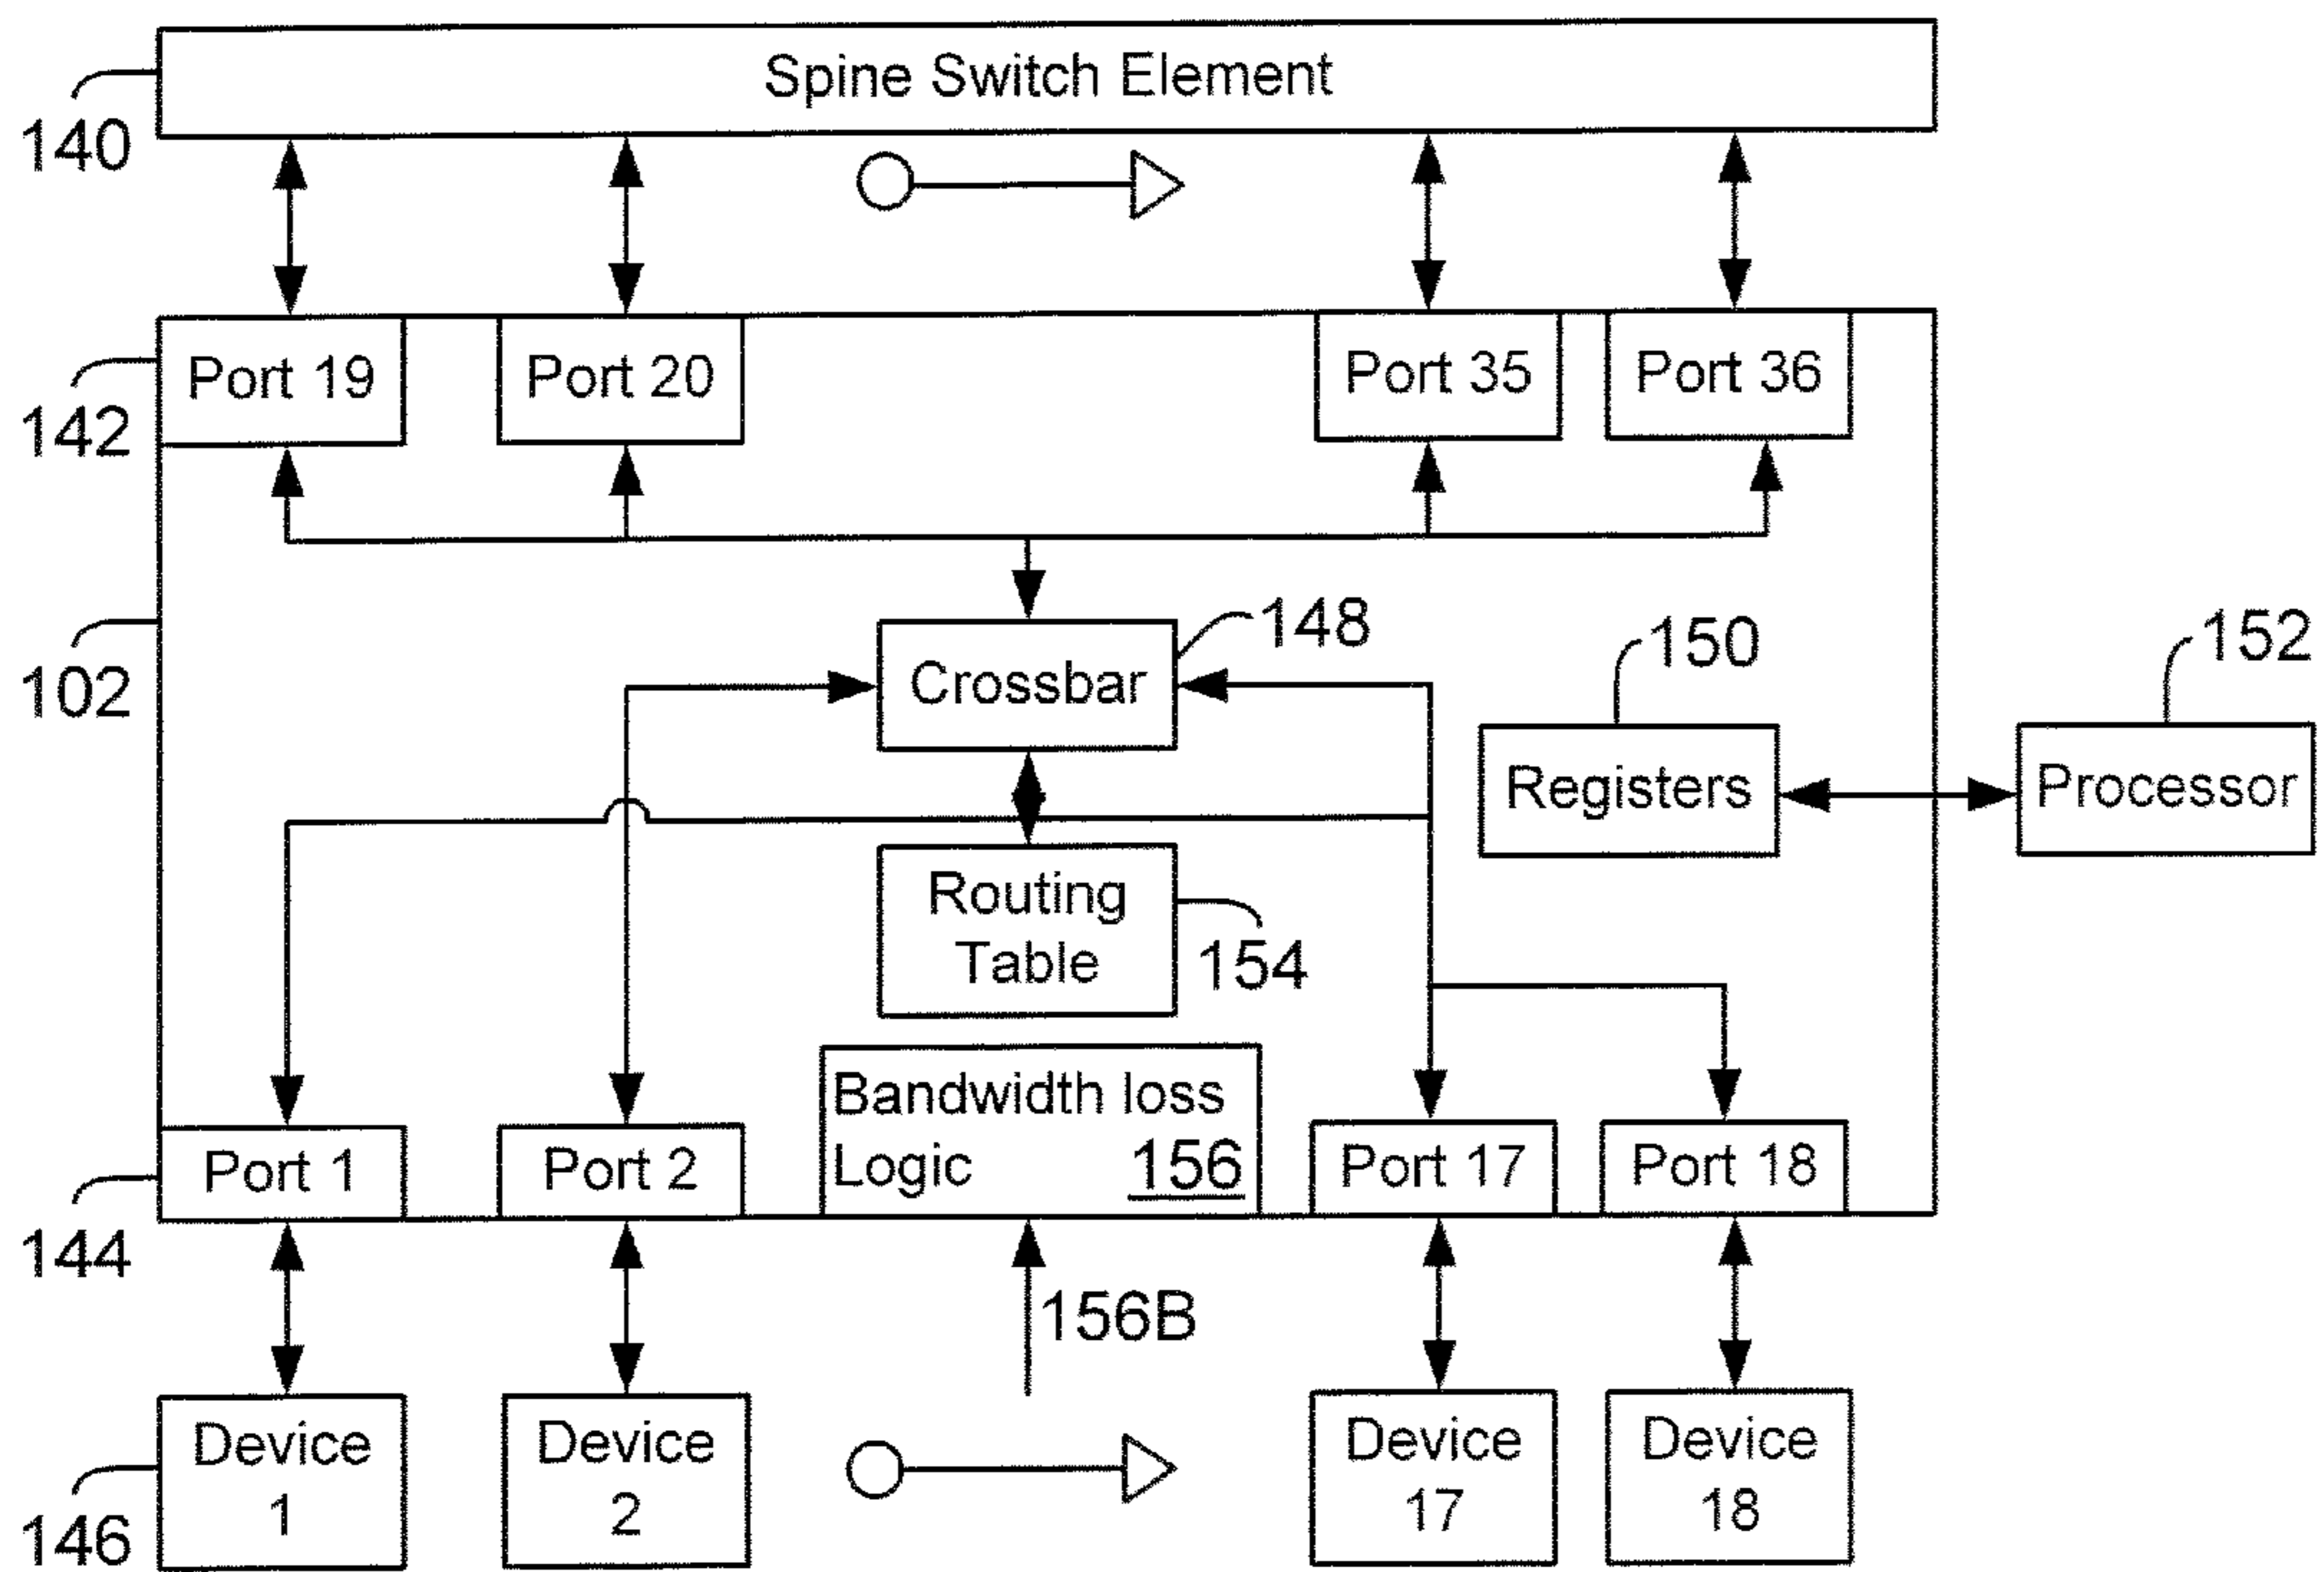 Spine Switch Element
140
Port 19
Port 20
Port 35
Port 36
142
148
150
152
102
Crossbar
Registers
Processor
Routing
Table
154
Bandwidth loss
Logic 156
Port 1
Port 2
Port 17
Port 18
144
156B
Device
1
Device
2
Device
17
Device
18
146